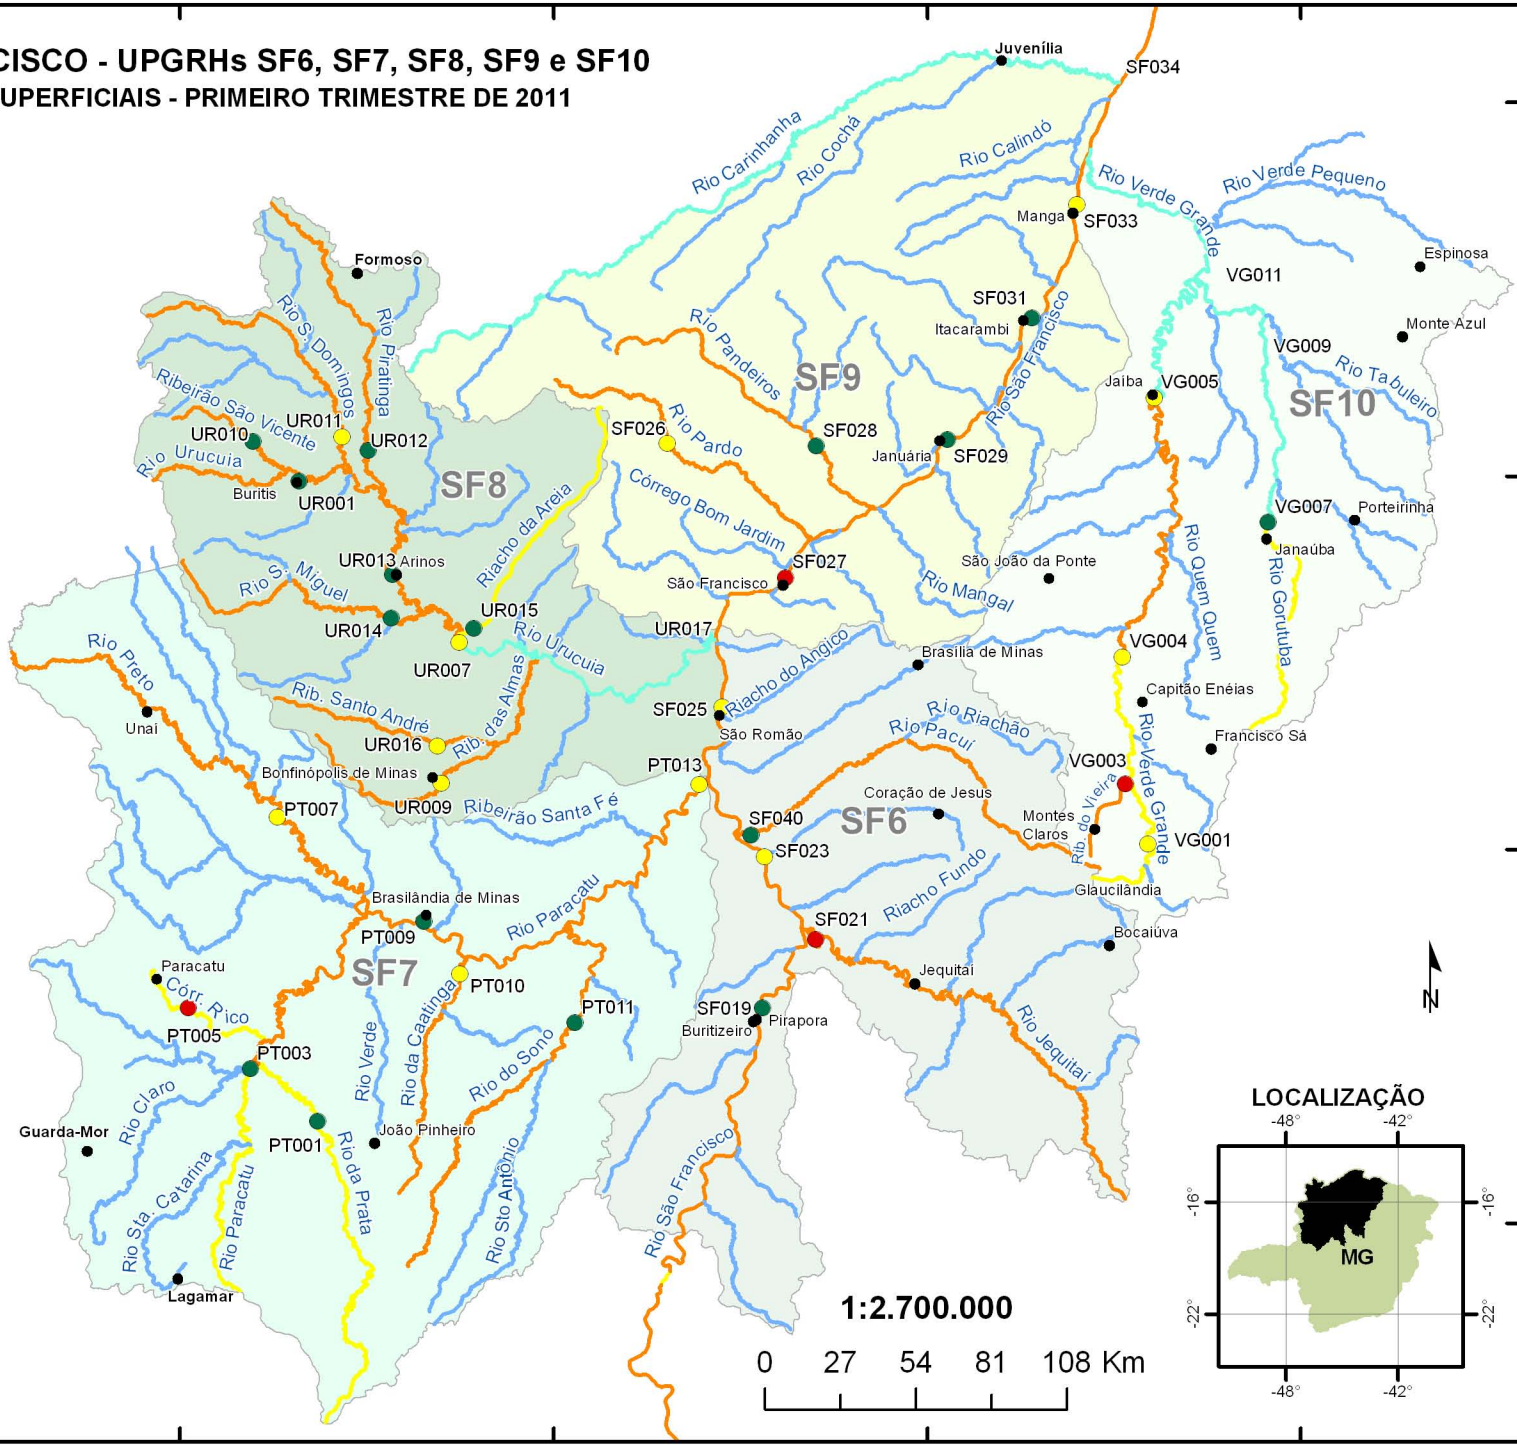 CISCO - UPGRHs SF6, SF7, SF8, SF9 e SF10
UPERFICIAIS - PRIMEIRO TRIMESTRE DE 2011
Juvenília
SF034
Rio Carinhanha
Rio Cochá
Rio Calindó
Rio Verde Grande
Rio Verde Pequeno
Manga
SF033
Espinosa
Formoso
VG011
SF031
Itacarambi
Monte Azul
Rio S. Domingos
Rio Piratinga
Rio Pandeiros
Rio São Francisco
VG009
Rio Tabuleiro
SF9
Jaíba
VG005
SF10
Ribeirão São Vicente
UR010
UR011
UR012
SF026
Rio Pardo
SF028
Januária
SF029
Rio Urucuia
Buritis
UR001
SF8
Riacho da Areia
Córrego Bom Jardim
VG007
Porteirinha
Janaúba
UR013
Arinos
Rio S. Miguel
SF027
São Francisco
São João da Ponte
Rio Mangal
Rio Quem Quem
Rio Gorutuba
UR014
UR015
UR007
Rio Urucuia
UR017
VG004
Brasília de Minas
Rio Preto
Unaí
Rib. Santo André
Rib. das Almas
SF025
São Romão
Riacho do Angico
Rio Riachão
Rio Pacuí
Capitão Enéias
Francisco Sá
UR016
Bonfinópolis de Minas
UR009
PT013
VG003
Rio Verde Grande
PT007
Ribeirão Santa Fé
SF040
SF023
SF6
Coração de Jesus
Montes
Claros
Rib. do Vieira
VG001
Glaucilândia
Brasilândia de Minas
PT009
Rio Paracatu
Riacho Fundo
SF021
Bocaiúva
SF7
Paracatu
Córr. Rico
PT005
PT010
PT011
SF019
Buritizeiro
Pirapora
Jequitaí
N
PT003
Rio Claro
Rio Verde
Rio da Caatinga
Rio do Sono
Rio Jequitaí
Guarda-Mor
PT001
João Pinheiro
Rio Sta. Catarina
Rio Paracatu
Rio da Prata
Rio Sto Antônio
Rio São Francisco
Lagamar
LOCALIZAÇÃO
-48°
-42°
-16°
-16°
MG
-22°
-22°
-48°
-42°
1:2.700.000
0 27 54 81 108 Km